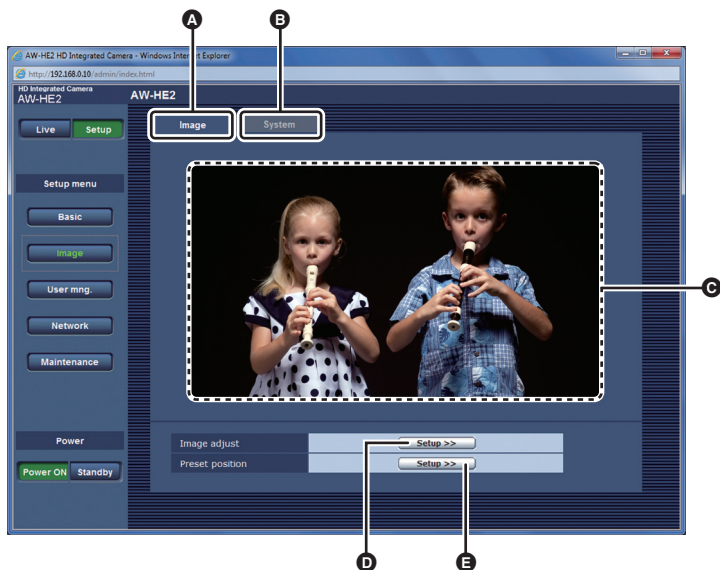 A
B
AW-HE2 HD Integrated Camera - Windows Internet Explorer
http://192.168.0.10/admin/index.html
HD Integrated Camera
AW-HE2
AW-HE2
Live
Setup
Image
System
Setup menu
Basic
Image
User mng.
Network
Maintenance
C
Power
Power ON
Standby
Image adjust
Setup >>
Preset position
Setup >>
D
E